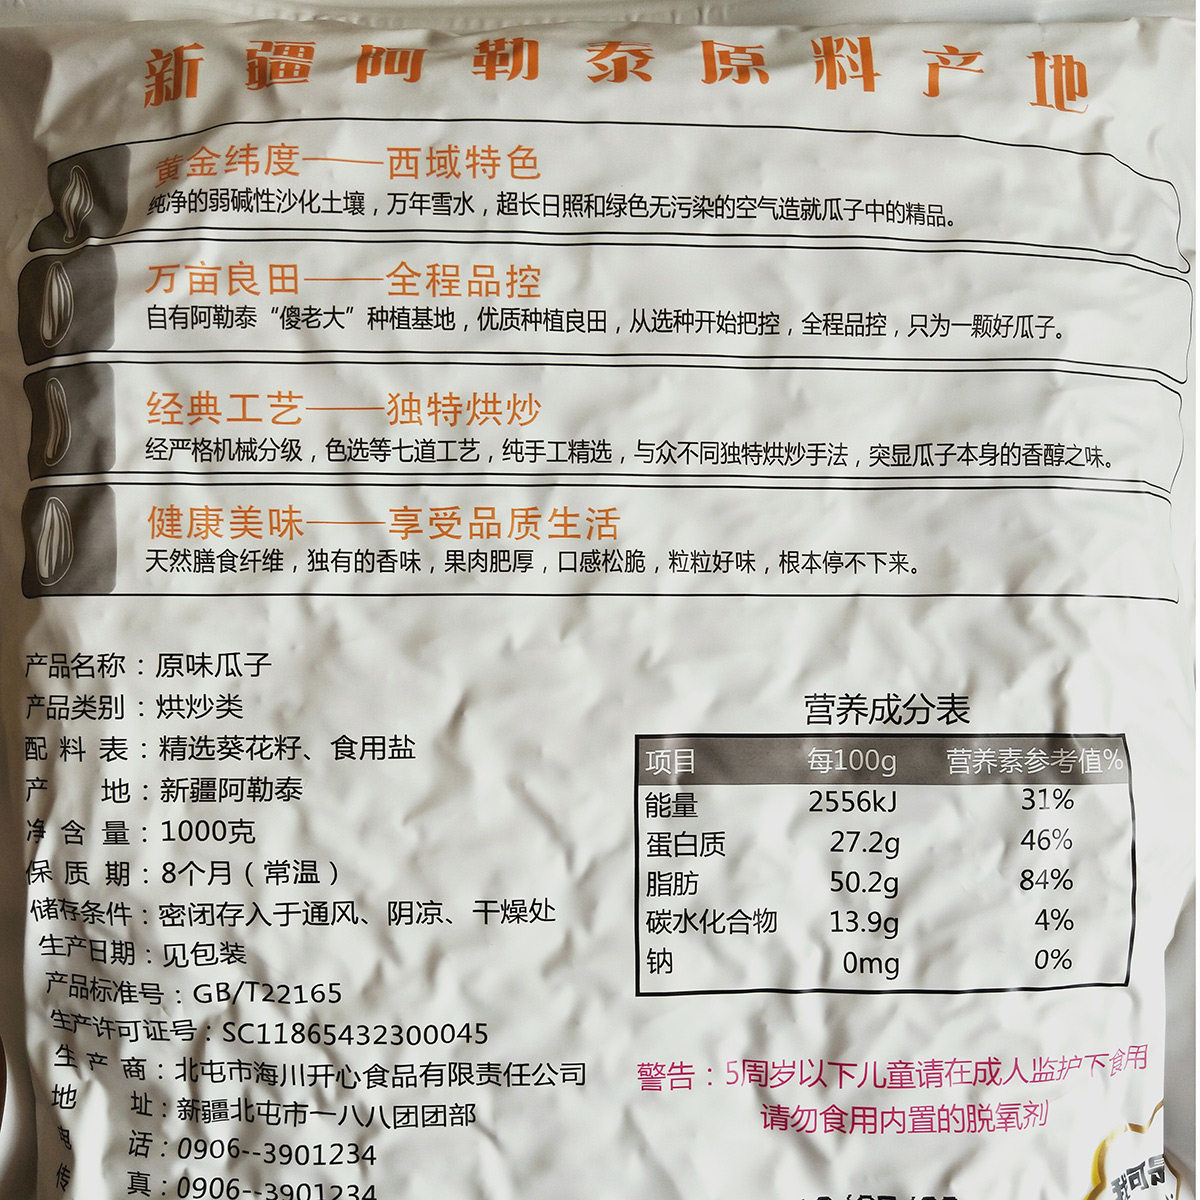 新疆阿勒泰原料产地
黄金纬度——西域特色
纯净的弱碱性沙化土壤，万年雪水，超长日照和绿色无污染的空气造就瓜子中的精品。
万亩良田——全程品控
自有阿勒泰“傻老大”种植基地，优质种植良田，从选种开始把控，全程品控，只为一颗好瓜子。
经典工艺——独特烘炒
经严格机械分级，色选等七道工艺，纯手工精选，与众不同独特烘炒手法，突显瓜子本身的香醇之味。
健康美味——享受品质生活
天然膳食纤维，独有的香味，果肉肥厚，口感松脆，粒粒好味，根本停不下来。
产品名称：原味瓜子
产品类别：烘炒类
配料表：精选葵花籽、食用盐
产地：新疆阿勒泰
净含量：1000克
保质期：8个月（常温）
储存条件：密闭存入于通风、阴凉、干燥处
生产日期：见包装
产品标准号：GB/T22165
生产许可证号：SC11865432300045
生产商：北屯市海川开心食品有限责任公司
地址：新疆北屯市一八八团团部
电话：0906--3901234
传真：0906--3901234
营养成分表
项目 每100g 营养素参考值%
能量 2556kJ 31%
蛋白质 27.2g 46%
脂肪 50.2g 84%
碳水化合物 13.9g 4%
钠 0mg 0%
警告：5周岁以下儿童请在成人监护下食用
请勿食用内置的脱氧剂